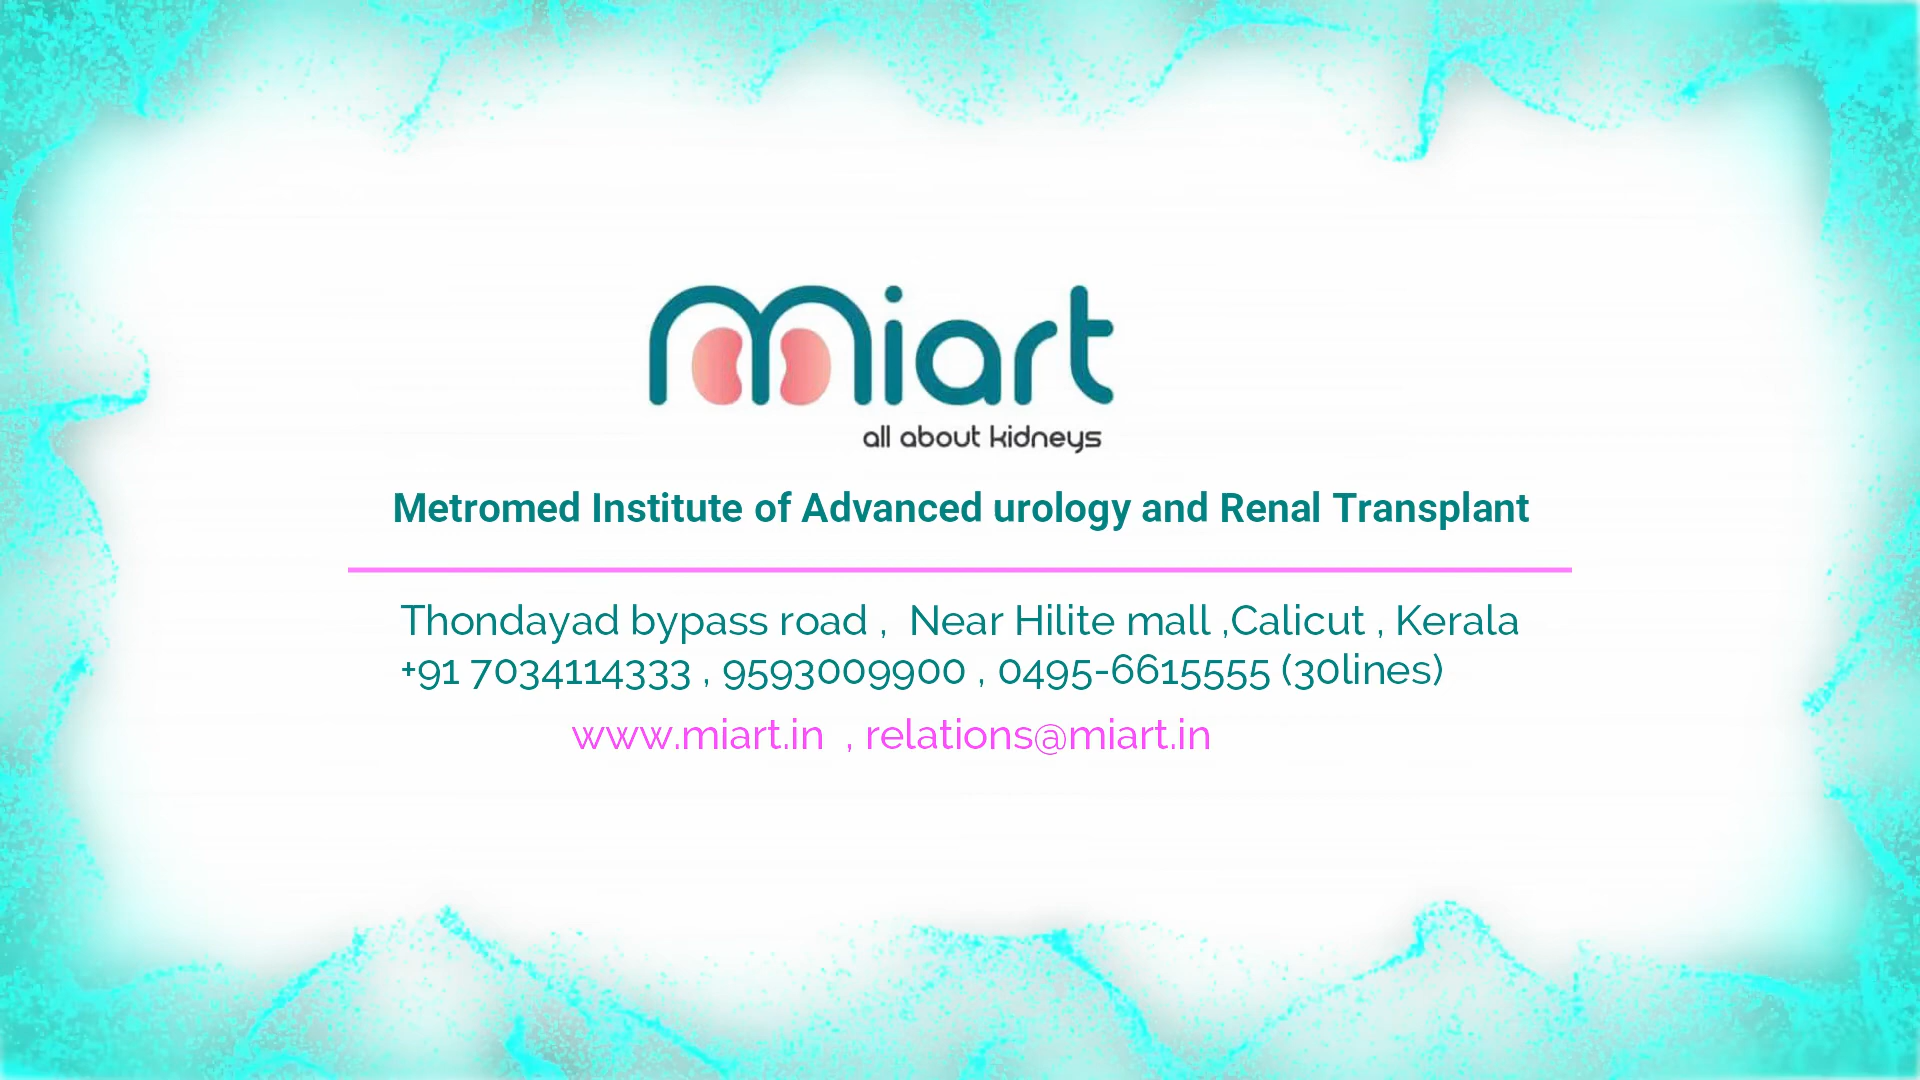 miart
all about kidneys
Metromed Institute of Advanced urology and Renal Transplant
Thondayad bypass road ,  Near Hilite mall ,Calicut , Kerala
+91 7034114333 , 9593009900 , 0495-6615555 (30lines)
www.miart.in  , relations@miart.in